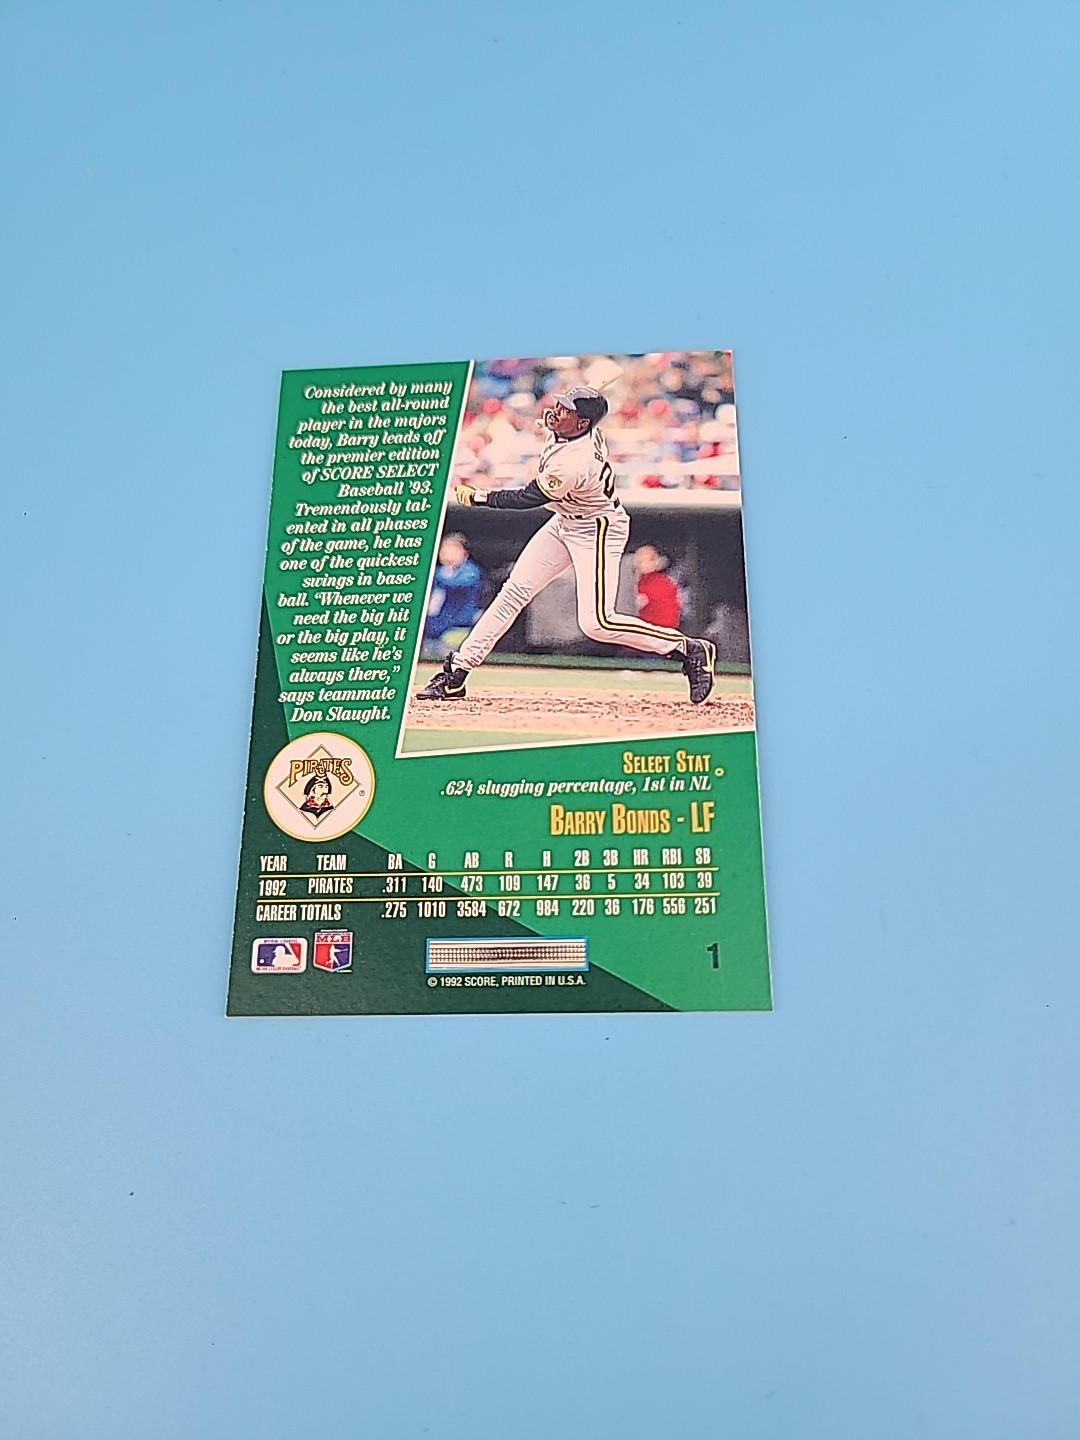 Considered by many
the best all-round
player in the majors
today, Barry leads off
the premier edition
of SCORE SELECT
Baseball '93.
Tremendously tal-
ented in all phases
of the game, he has
one of the quickest
swings in base-
ball. "Whenever we
need the big hit
or the big play, it
seems like he's
always there,"
says teammate
Don Slaught.
PIRATES
®
SELECT STAT
.624 slugging percentage, 1st in NL
BARRY BONDS - LF
YEAR TEAM BA G AB R H 2B 3B HR RBI SB
1992 PIRATES .311 140 473 109 147 36 5 34 103 39
CAREER TOTALS .275 1010 3584 672 984 220 36 176 556 251
MLB
1
© 1992 SCORE, PRINTED IN U.S.A.